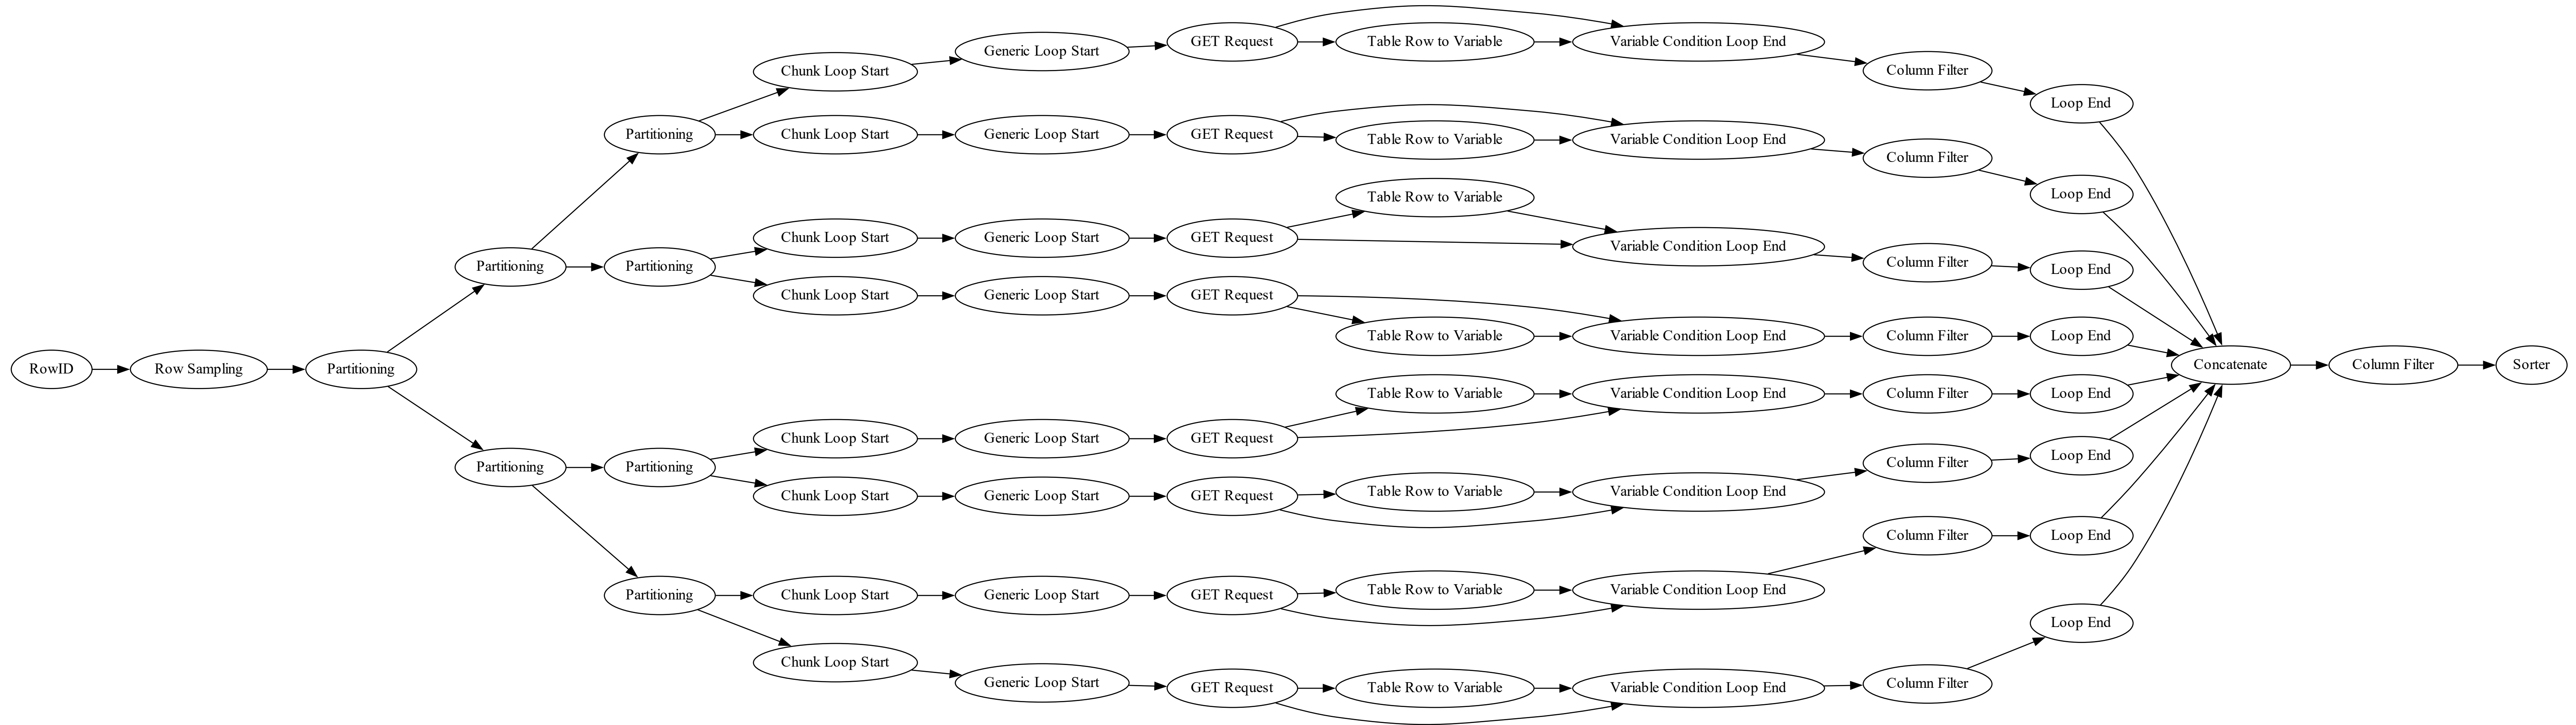 RowID
Row Sampling
Partitioning
Partitioning
Partitioning
Partitioning
Partitioning
Partitioning
Partitioning
Chunk Loop Start
Generic Loop Start
GET Request
Table Row to Variable
Variable Condition Loop End
Column Filter
Loop End
Chunk Loop Start
Generic Loop Start
GET Request
Table Row to Variable
Variable Condition Loop End
Column Filter
Loop End
Chunk Loop Start
Generic Loop Start
GET Request
Table Row to Variable
Variable Condition Loop End
Column Filter
Loop End
Chunk Loop Start
Generic Loop Start
GET Request
Table Row to Variable
Variable Condition Loop End
Column Filter
Loop End
Chunk Loop Start
Generic Loop Start
GET Request
Table Row to Variable
Variable Condition Loop End
Column Filter
Loop End
Chunk Loop Start
Generic Loop Start
GET Request
Table Row to Variable
Variable Condition Loop End
Column Filter
Loop End
Chunk Loop Start
Generic Loop Start
GET Request
Table Row to Variable
Variable Condition Loop End
Column Filter
Loop End
Chunk Loop Start
Generic Loop Start
GET Request
Table Row to Variable
Variable Condition Loop End
Column Filter
Loop End
Concatenate
Column Filter
Sorter